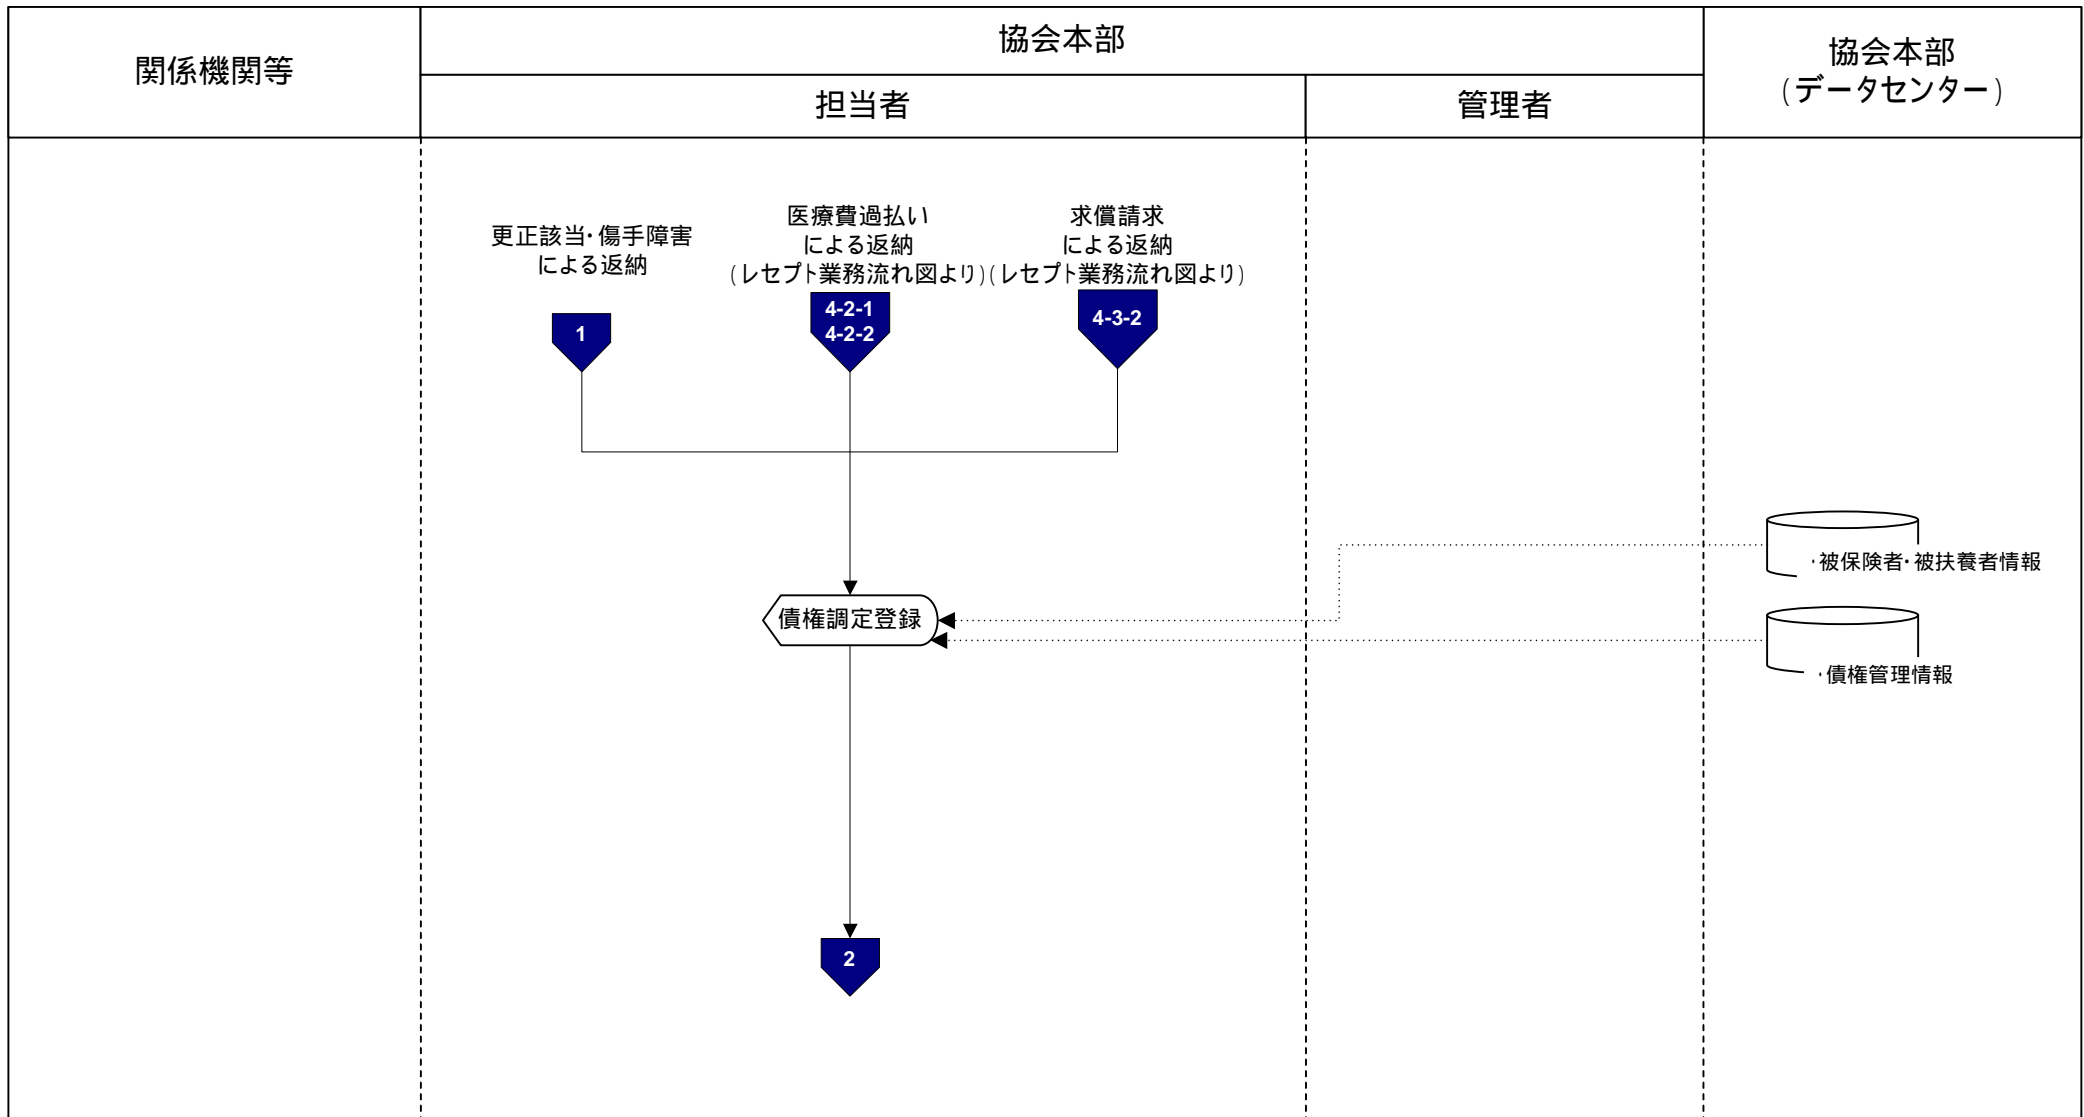 関係機関等
協会本部
担当者
管理者
協会本部
(データセンター)
更正該当・傷手障害
による返納
医療費過払い
による返納
(レセプト業務流れ図より)
求償請求
による返納
(レセプト業務流れ図より)
1
4-2-1
4-2-2
4-3-2
・被保険者・被扶養者情報
債権調定登録
・債権管理情報
2